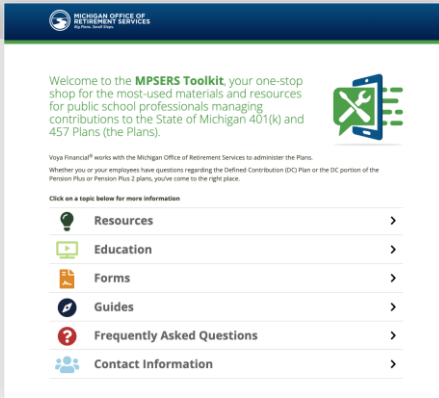 MICHIGAN OFFICE OF
RETIREMENT SERVICES
Big Plans. Small Steps.
Welcome to the MPSERS Toolkit, your one-stop
shop for the most-used materials and resources
for public school professionals managing
contributions to the State of Michigan 401(k) and
457 Plans (the Plans).
Voya Financial® works with the Michigan Office of Retirement Services to administer the Plans.
Whether you or your employees have questions regarding the Defined Contribution (DC) Plan or the DC portion of the
Pension Plus or Pension Plus 2 plans, you've come to the right place.
Click on a topic below for more information
Resources
Education
Forms
Guides
Frequently Asked Questions
Contact Information